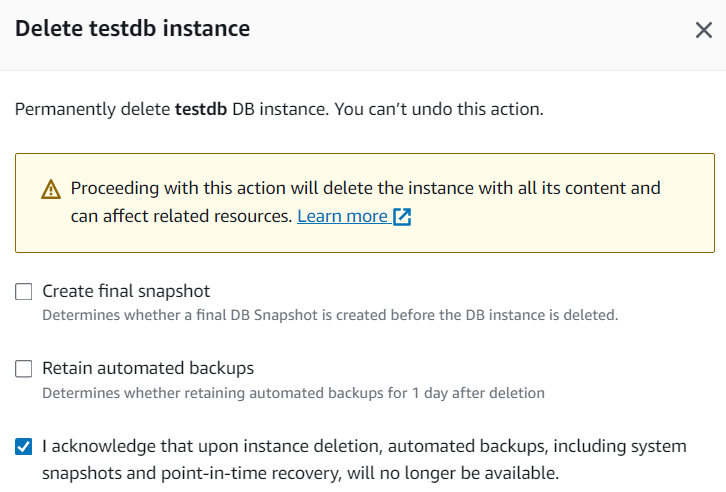 Delete testdb instance
Permanently delete testdb DB instance. You can’t undo this action.
Proceeding with this action will delete the instance with all its content and
can affect related resources. Learn more
Create final snapshot
Determines whether a final DB Snapshot is created before the DB instance is deleted.
Retain automated backups
Determines whether retaining automated backups for 1 day after deletion
I acknowledge that upon instance deletion, automated backups, including system
snapshots and point-in-time recovery, will no longer be available.